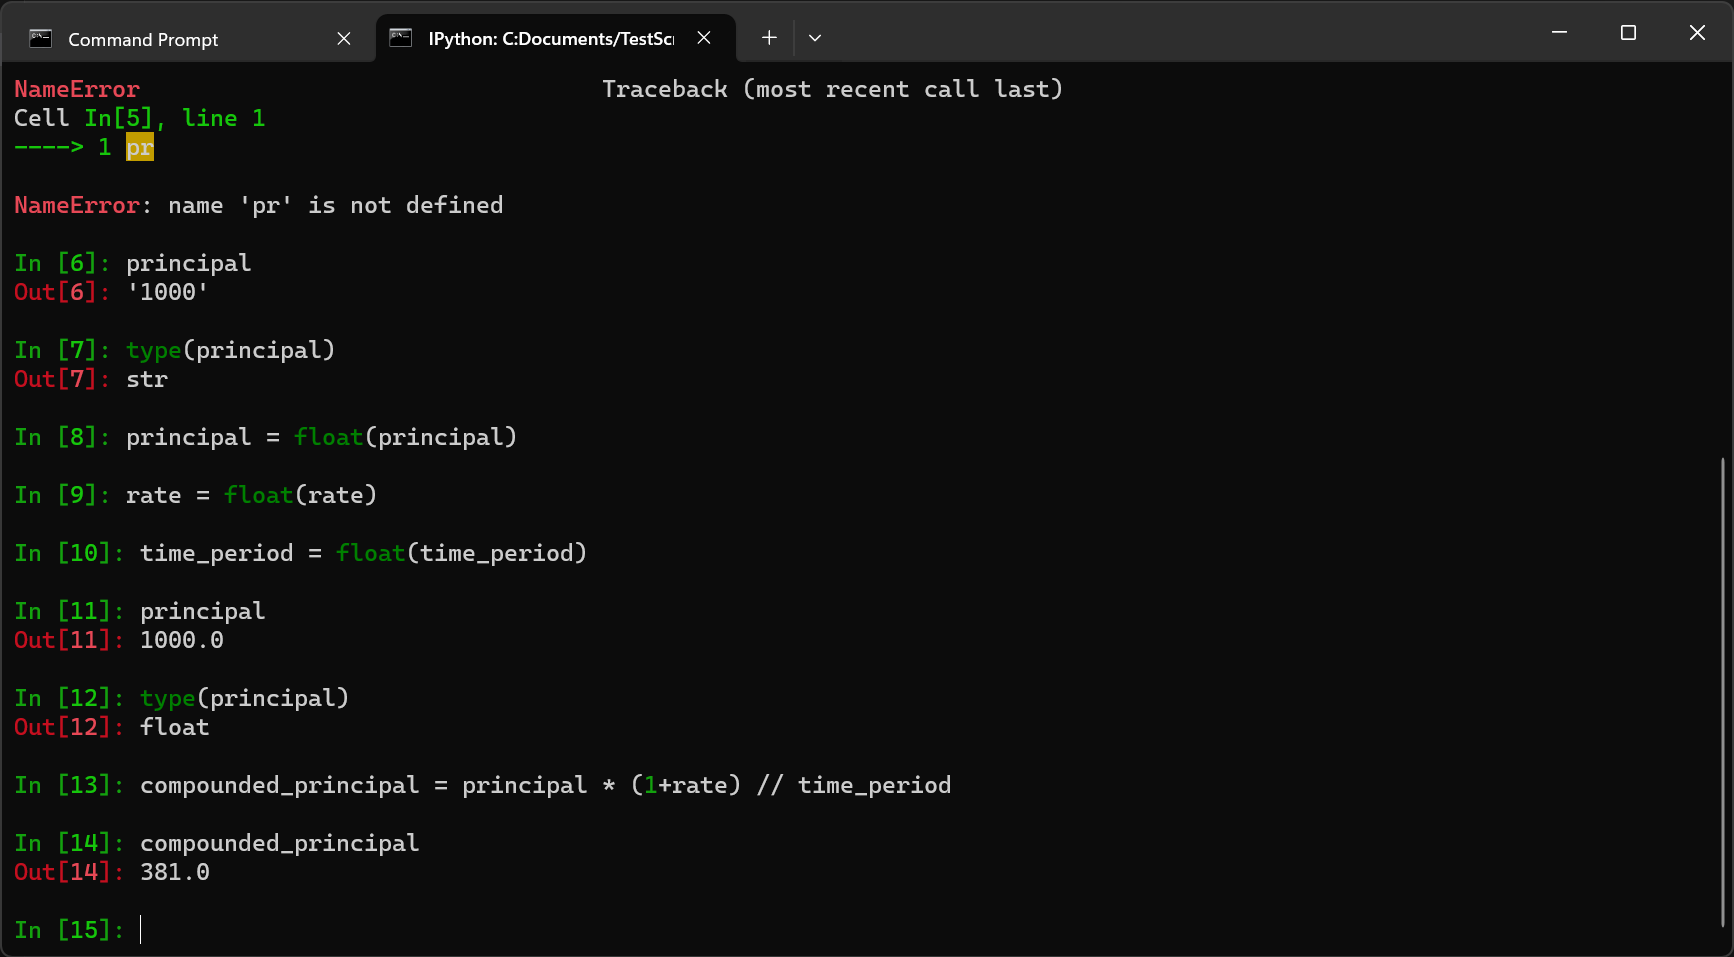 Command Prompt
IPython: C:Documents/TestScr
NameError Traceback (most recent call last)
Cell In[5], line 1
----> 1 pr
NameError: name 'pr' is not defined
In [6]: principal
Out[6]: '1000'
In [7]: type(principal)
Out[7]: str
In [8]: principal = float(principal)
In [9]: rate = float(rate)
In [10]: time_period = float(time_period)
In [11]: principal
Out[11]: 1000.0
In [12]: type(principal)
Out[12]: float
In [13]: compounded_principal = principal * (1+rate) // time_period
In [14]: compounded_principal
Out[14]: 381.0
In [15]: